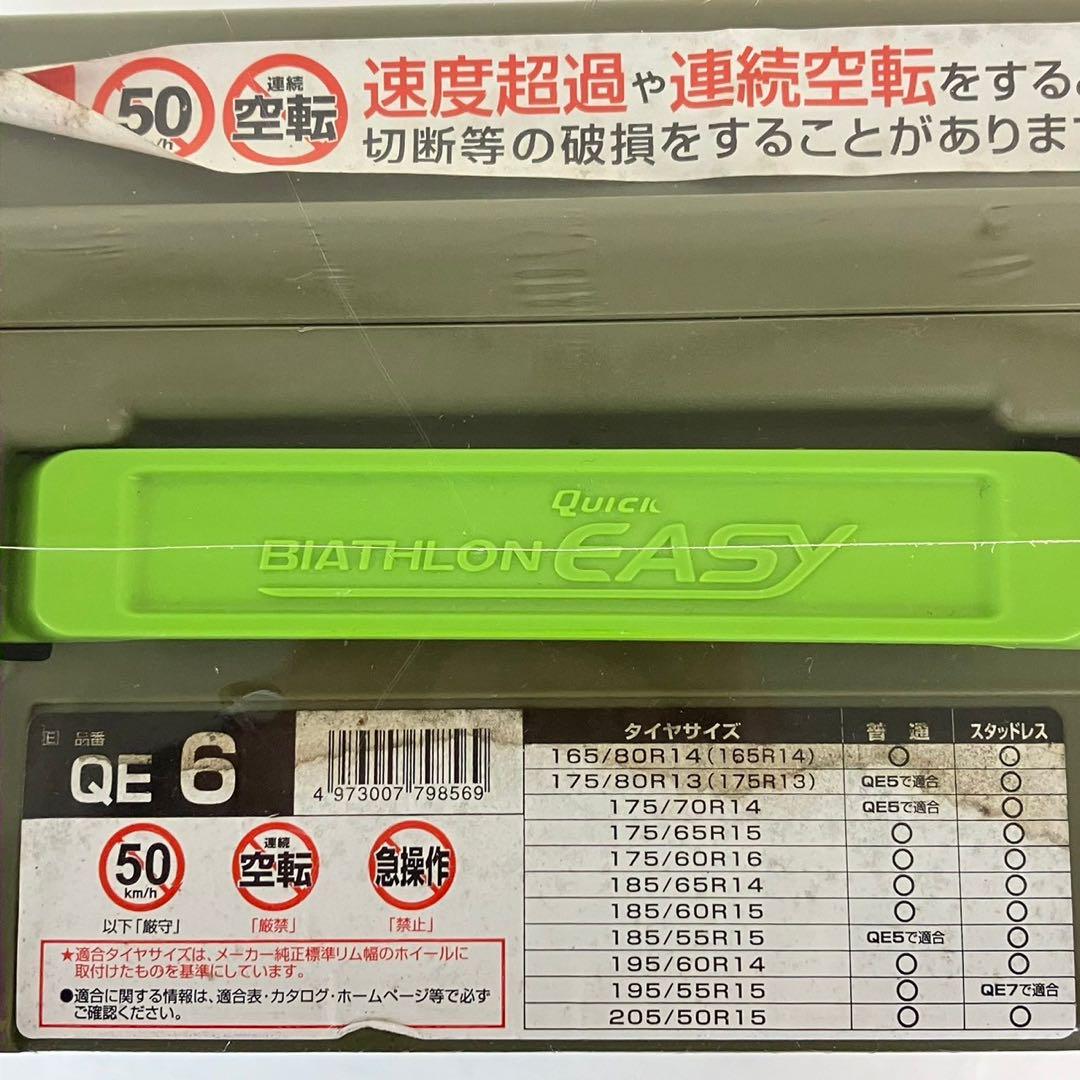 50 連続 速度超過や連続空転をすると
/h 空転 切断等の破損をすることがありま
QUICK
BIATHLON EASY
品番
QE 6
4 973007 798569
50
km/h
以下「厳守」
連続
空転
「厳禁」
急操作
「禁止」
★適合タイヤサイズは、メーカー純正標準リム幅のホイールに
取付けたものを基準にしています。
●適合に関する情報は、適合表・カタログ・ホームページ等で必ず
ご確認ください。
タイヤサイズ 普通 スタッドレス
165/80R14(165R14) ○ ○
175/80R13(175R13) QE5で適合 ○
175/70R14 QE5で適合 ○
175/65R15 ○ ○
175/60R16 ○ ○
185/65R14 ○ ○
185/60R15 ○ ○
185/55R15 QE5で適合 ○
195/60R14 ○ ○
195/55R15 ○ QE7で適合
205/50R15 ○ ○